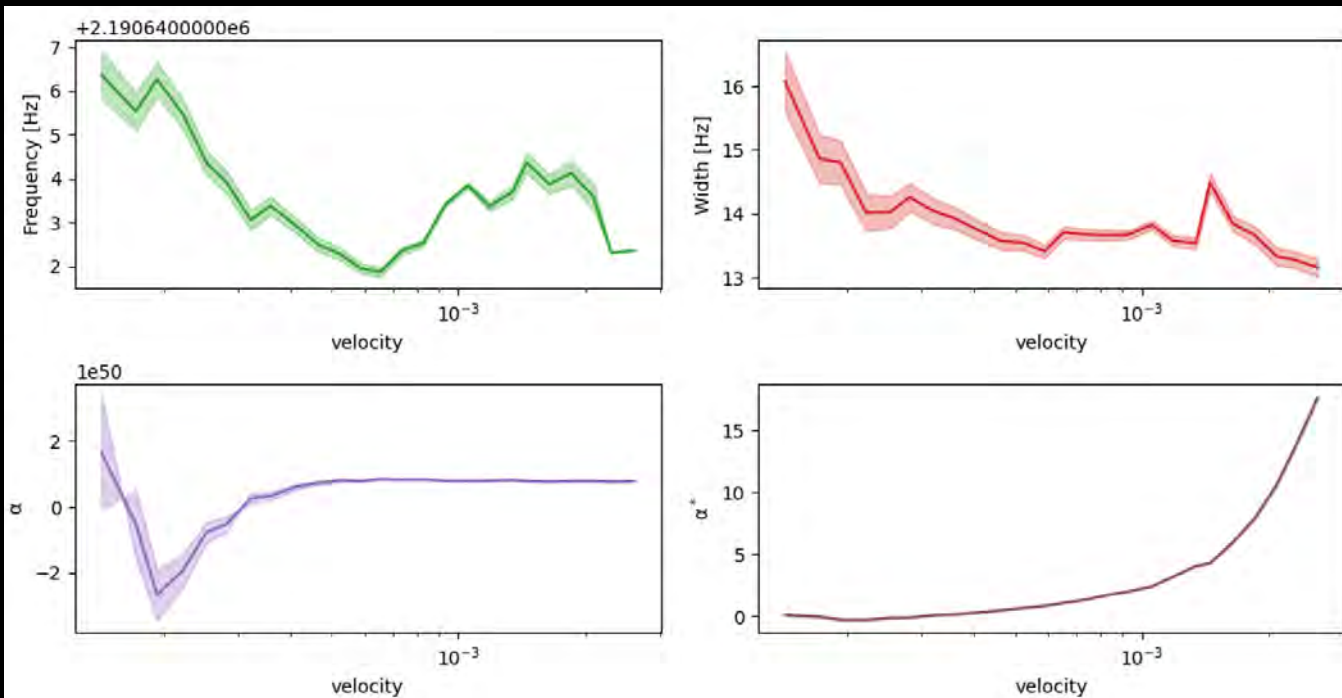 +2.1906400000e6
7
6
5
4
3
2
Frequency [Hz]
10⁻³
velocity
16
15
14
13
Width [Hz]
10⁻³
velocity
1e50
2
0
−2
α
10⁻³
velocity
15
10
5
0
α*
10⁻³
velocity